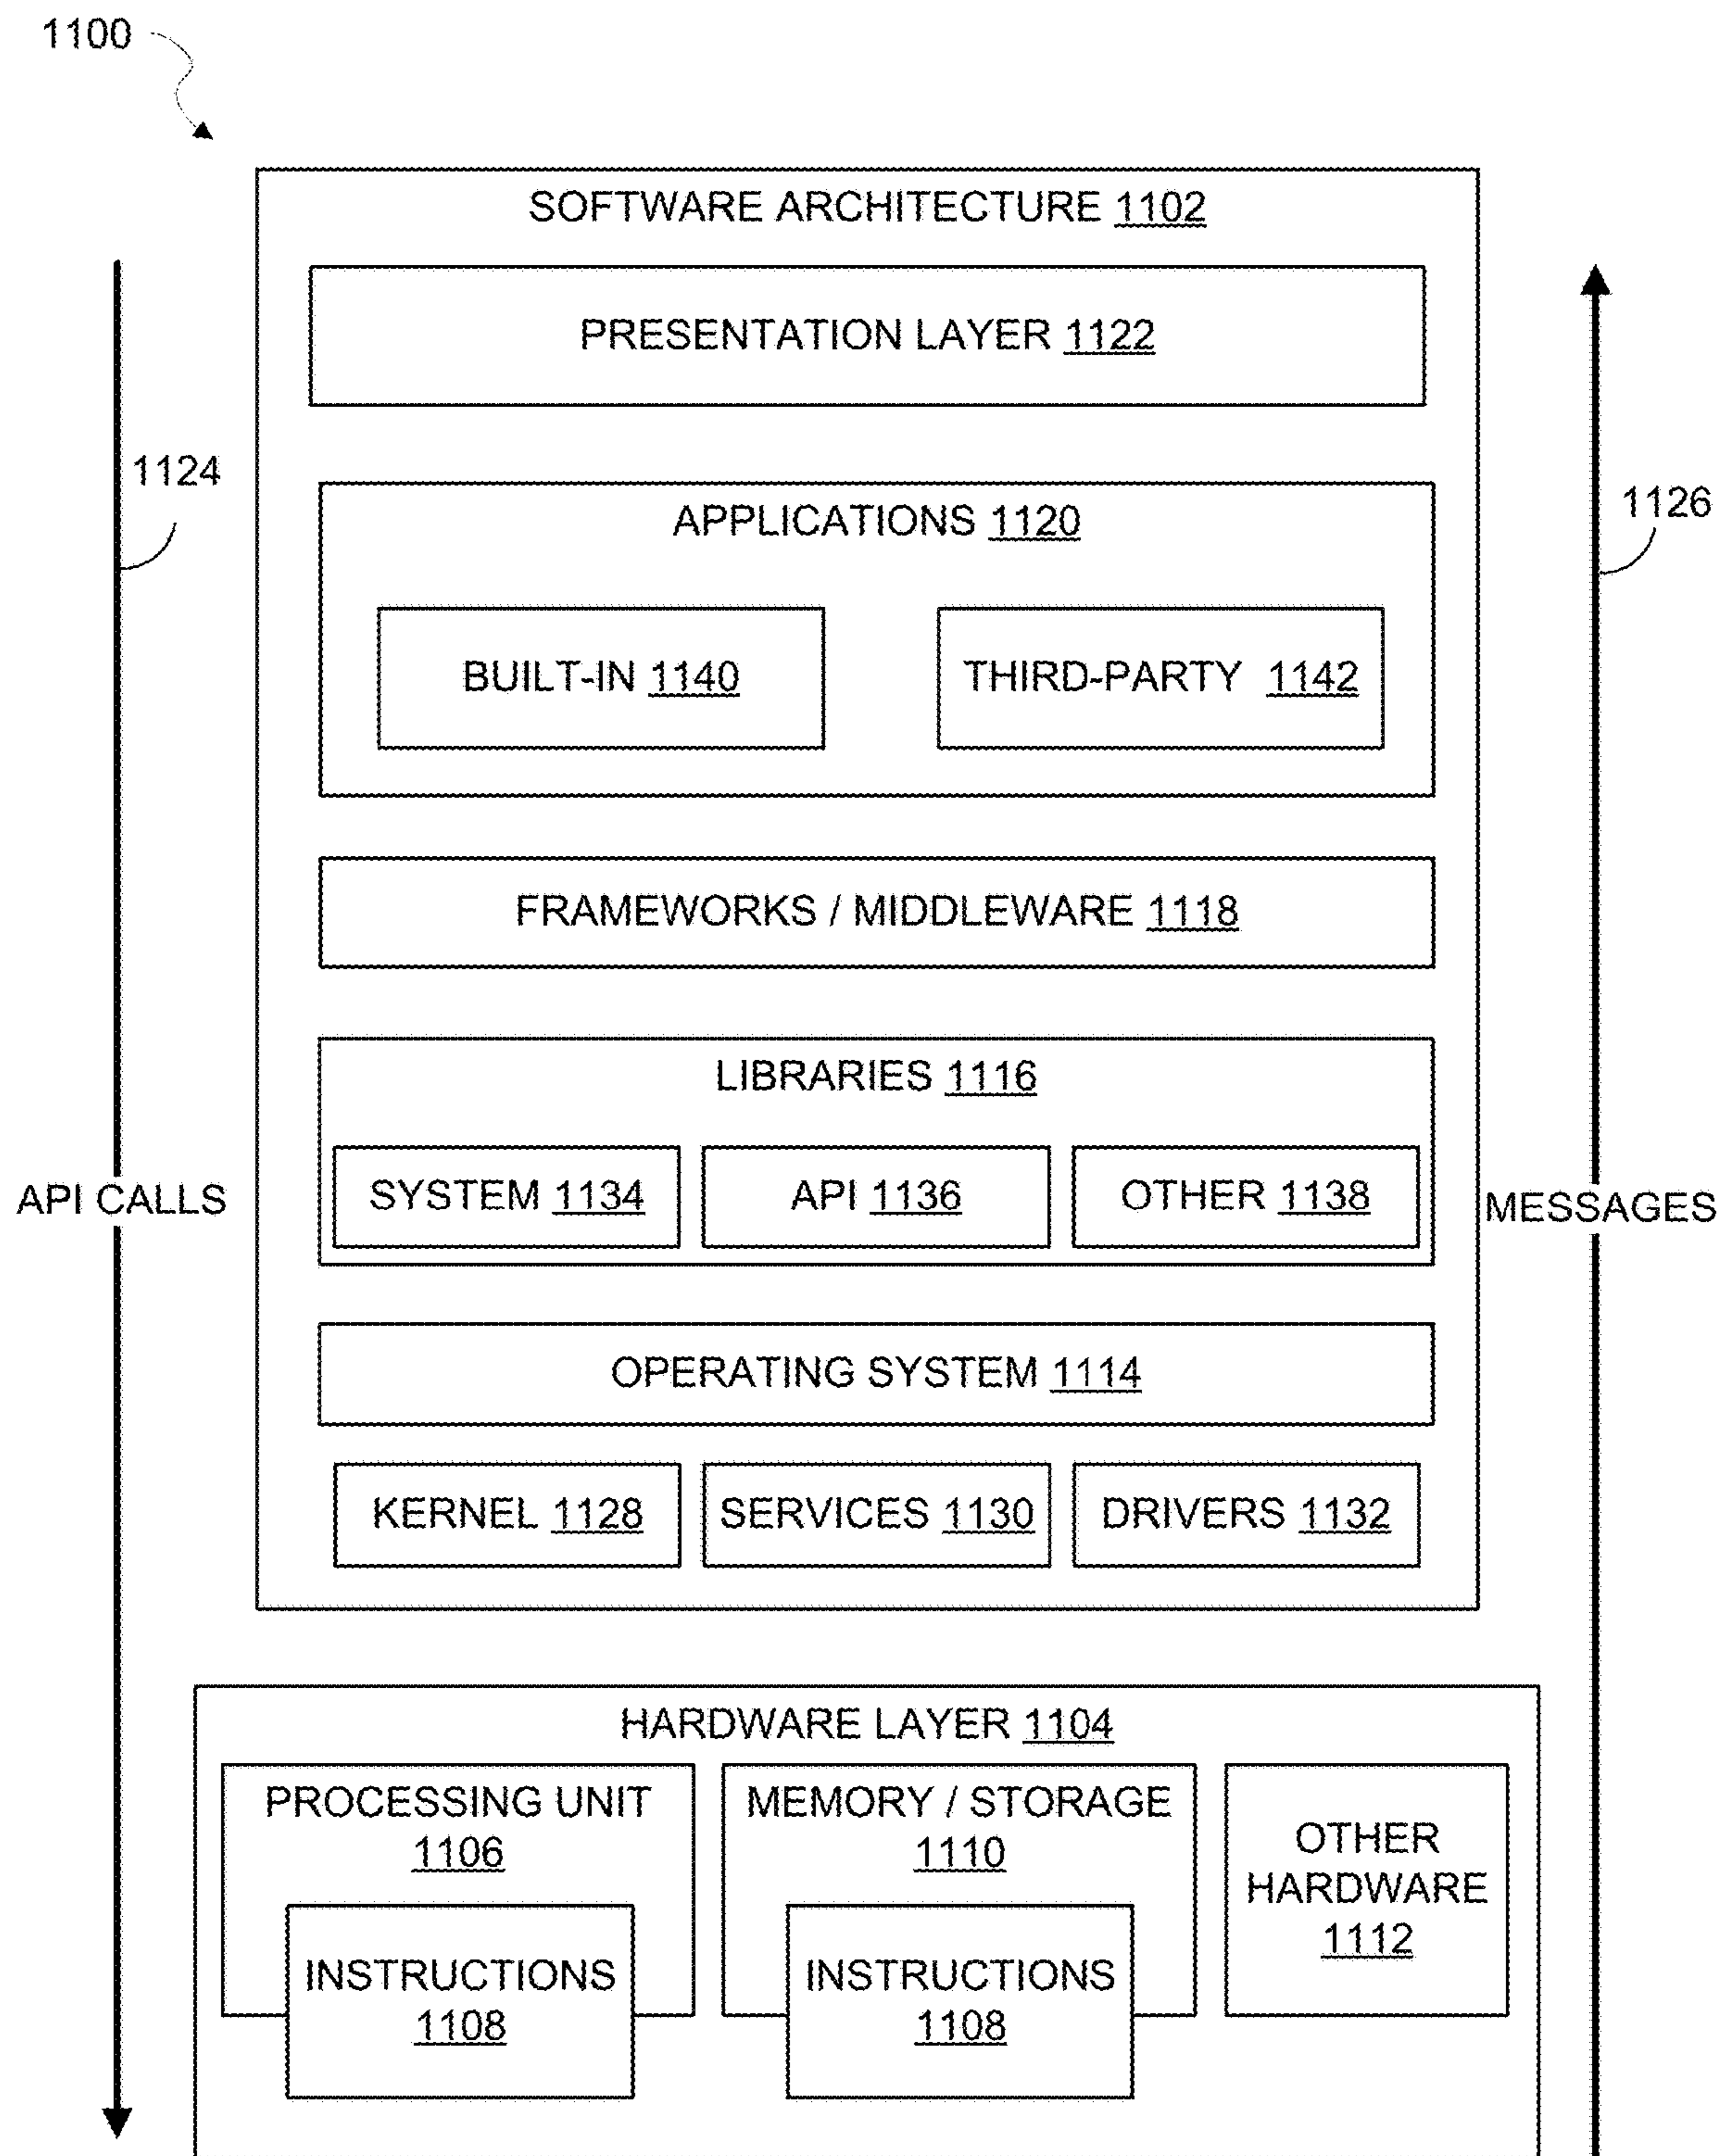 1100
SOFTWARE ARCHITECTURE 1102
PRESENTATION LAYER 1122
1124
1126
APPLICATIONS 1120
BUILT-IN 1140
THIRD-PARTY 1142
FRAMEWORKS / MIDDLEWARE 1118
LIBRARIES 1116
SYSTEM 1134
API 1136
OTHER 1138
API CALLS
MESSAGES
OPERATING SYSTEM 1114
KERNEL 1128
SERVICES 1130
DRIVERS 1132
HARDWARE LAYER 1104
PROCESSING UNIT
1106
INSTRUCTIONS
1108
MEMORY / STORAGE
1110
INSTRUCTIONS
1108
OTHER
HARDWARE
1112